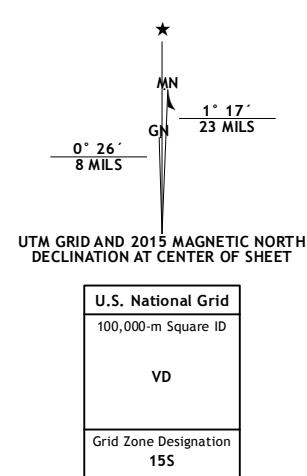 ★
MN
1° 17´
23 MILS
GN
0° 26´
8 MILS
UTM GRID AND 2015 MAGNETIC NORTH
DECLINATION AT CENTER OF SHEET
U.S. National Grid
100,000-m Square ID
VD
Grid Zone Designation
15S